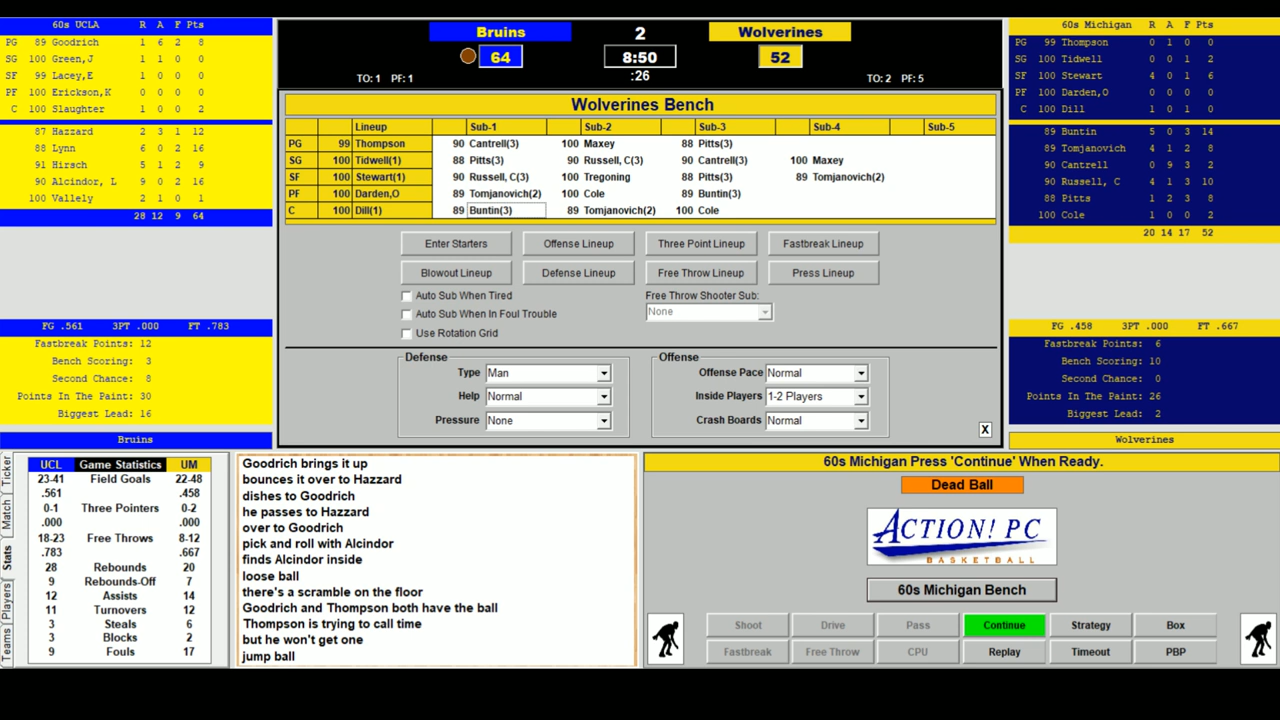 60s UCLA R A F Pts
PG 89 Goodrich 1 6 2 8
SG 100 Green,J 1 1 0 0
SF 99 Lacey,E 1 0 0 0
PF 100 Erickson,K 0 0 0 0
C 100 Slaughter 1 0 0 2
87 Hazzard 2 3 1 12
88 Lynn 6 0 2 16
91 Hirsch 5 1 2 9
90 Alcindor, L 9 0 2 16
100 Vallely 2 1 0 1
28 12 9 64
FG .561 3PT .000 FT .783
Fastbreak Points: 12
Bench Scoring: 3
Second Chance: 8
Points In The Paint: 30
Biggest Lead: 16
Bruins
Bruins 2 Wolverines
64 8:50 52
:26
TO: 1 PF: 1 TO: 2 PF: 5
Wolverines Bench
Lineup Sub-1 Sub-2 Sub-3 Sub-4 Sub-5
PG 99 Thompson 90 Cantrell(3) 100 Maxey 88 Pitts(3)
SG 100 Tidwell(1) 88 Pitts(3) 90 Russell, C(3) 90 Cantrell(3) 100 Maxey
SF 100 Stewart(1) 90 Russell, C(3) 100 Tregoning 88 Pitts(3) 89 Tomjanovich(2)
PF 100 Darden,O 89 Tomjanovich(2) 100 Cole 89 Buntin(3)
C 100 Dill(1) 89 Buntin(3) 89 Tomjanovich(2) 100 Cole
Enter Starters Offense Lineup Three Point Lineup Fastbreak Lineup
Blowout Lineup Defense Lineup Free Throw Lineup Press Lineup
Auto Sub When Tired Free Throw Shooter Sub:
Auto Sub When In Foul Trouble None
Use Rotation Grid
Defense Offense
Type Man Offense Pace Normal
Help Normal Inside Players 1-2 Players
Pressure None Crash Boards Normal
X
60s Michigan R A F Pts
PG 99 Thompson 0 1 0 0
SG 100 Tidwell 0 0 1 2
SF 100 Stewart 4 0 1 6
PF 100 Darden,O 0 0 0 0
C 100 Dill 1 0 1 0
89 Buntin 5 0 3 14
89 Tomjanovich 4 1 2 8
90 Cantrell 0 9 3 2
90 Russell, C 4 1 3 10
88 Pitts 1 2 3 8
100 Cole 1 0 0 2
20 14 17 52
FG .458 3PT .000 FT .667
Fastbreak Points: 6
Bench Scoring: 10
Second Chance: 0
Points In The Paint: 26
Biggest Lead: 2
Wolverines
Ticker
Match
Stats
Players
Teams
UCL Game Statistics UM
23-41 Field Goals 22-48
.561 .458
0-1 Three Pointers 0-2
.000 .000
18-23 Free Throws 8-12
.783 .667
28 Rebounds 20
9 Rebounds-Off 7
12 Assists 14
11 Turnovers 12
3 Steals 6
3 Blocks 2
9 Fouls 17
Goodrich brings it up
bounces it over to Hazzard
dishes to Goodrich
he passes to Hazzard
over to Goodrich
pick and roll with Alcindor
finds Alcindor inside
loose ball
there's a scramble on the floor
Goodrich and Thompson both have the ball
Thompson is trying to call time
but he won't get one
jump ball
60s Michigan Press 'Continue' When Ready.
Dead Ball
ACTION! PC
BASKETBALL
60s Michigan Bench
Shoot Drive Pass Continue Strategy Box
Fastbreak Free Throw CPU Replay Timeout PBP